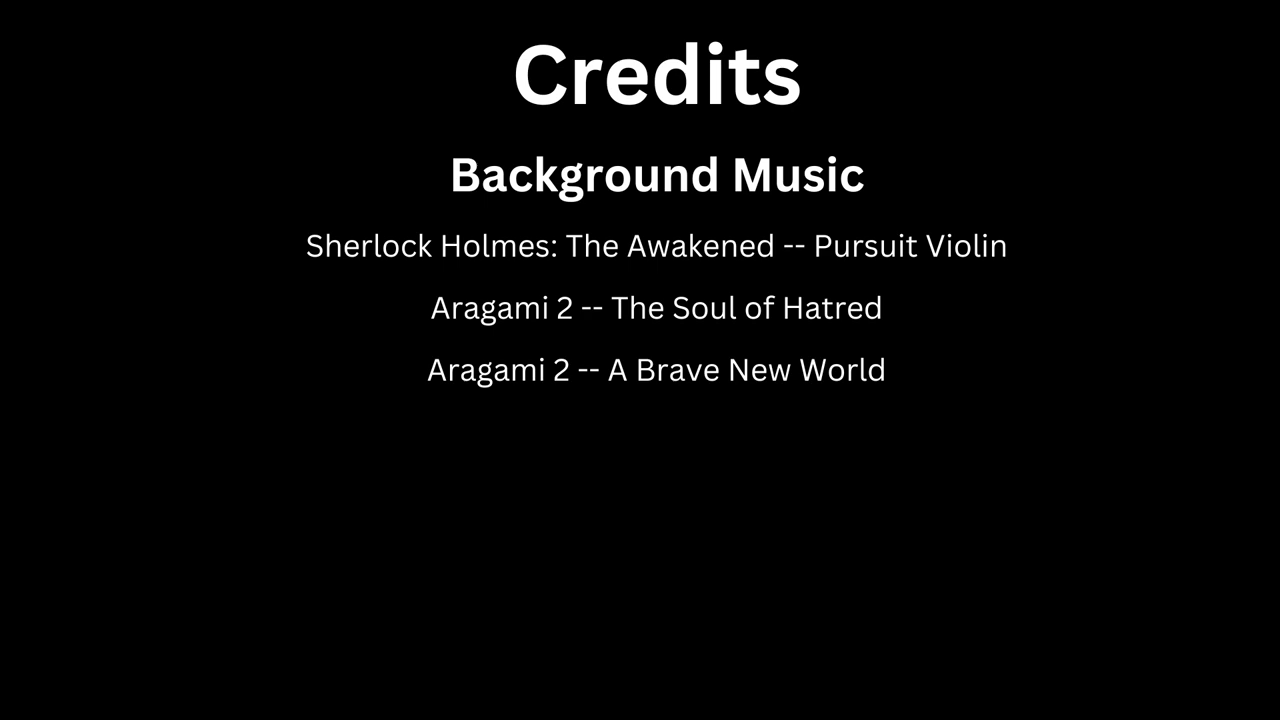 Credits
Background Music
Sherlock Holmes: The Awakened -- Pursuit Violin
Aragami 2 -- The Soul of Hatred
Aragami 2 -- A Brave New World